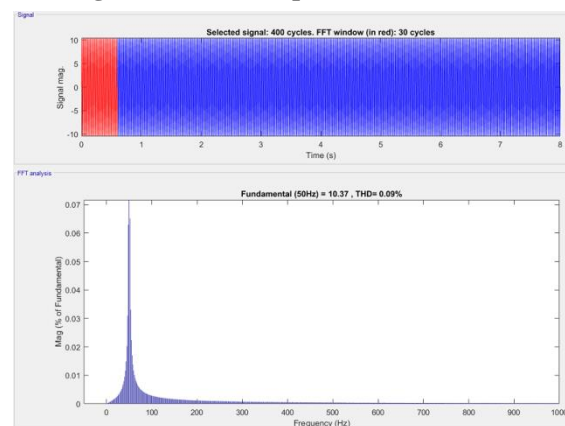 Signal
Selected signal: 400 cycles. FFT window (in red): 30 cycles
10
5
0
-5
-10
Signal mag.
0 1 2 3 4 5 6 7 8
Time (s)
FFT analysis
Fundamental (50Hz) = 10.37 , THD= 0.09%
0.07
0.06
0.05
0.04
0.03
0.02
0.01
0
Mag (% of Fundamental)
0 100 200 300 400 500 600 700 800 900 1000
Frequency (Hz)